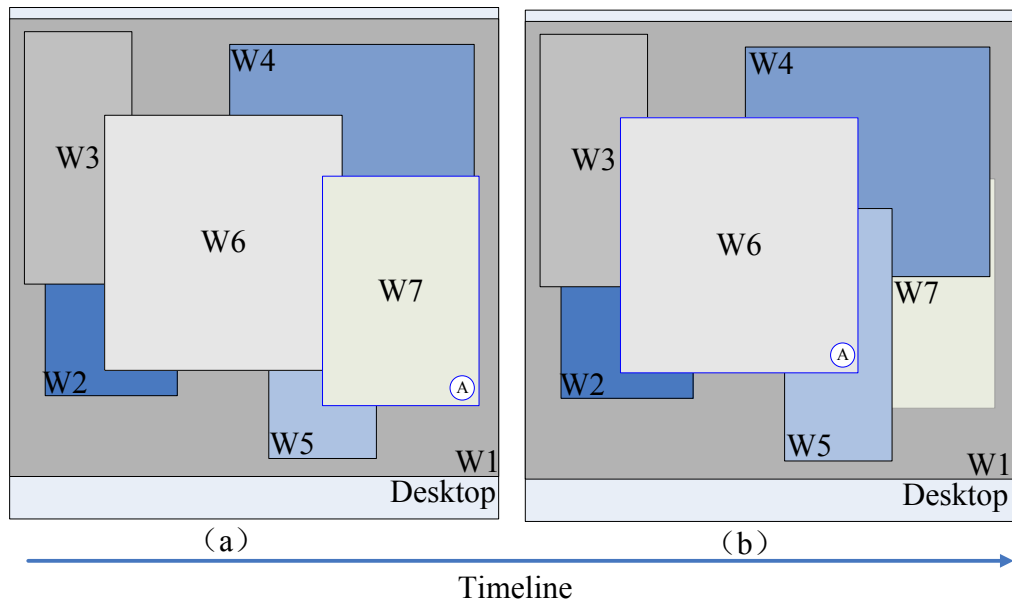 W4
W3
W6
W7
A
W2
W5
W1
Desktop
（a）
W4
W3
W6
W7
A
W2
W5
W1
Desktop
（b）
Timeline